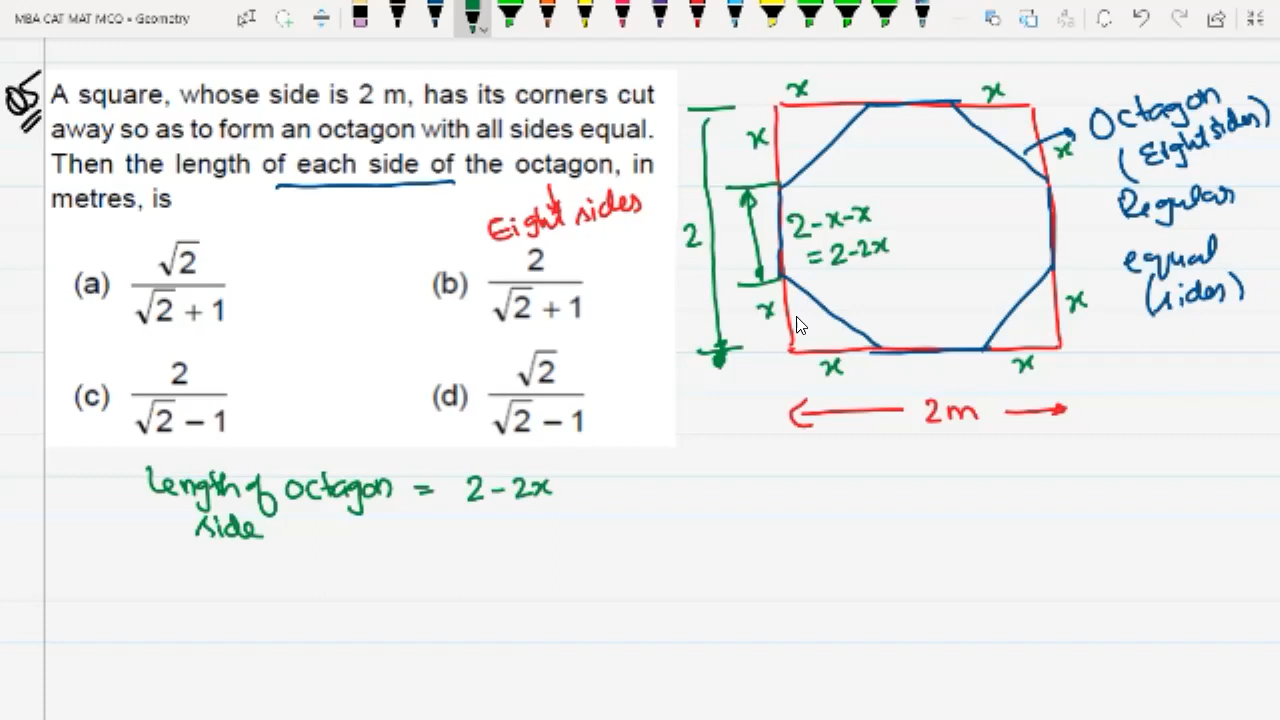 MBA CAT MAT MCQ • Geometry
Q5
A square, whose side is 2 m, has its corners cut
away so as to form an octagon with all sides equal.
Then the length of each side of the octagon, in
metres, is
Eight sides
(a) √2 / (√2 + 1)
(b) 2 / (√2 + 1)
(c) 2 / (√2 − 1)
(d) √2 / (√2 − 1)
length of octagon = 2-2x
side
x x
x x
2
2-x-x
= 2-2x
x x
x x
2m
Octagon
(Eight sides)
Regular
equal
(sides)